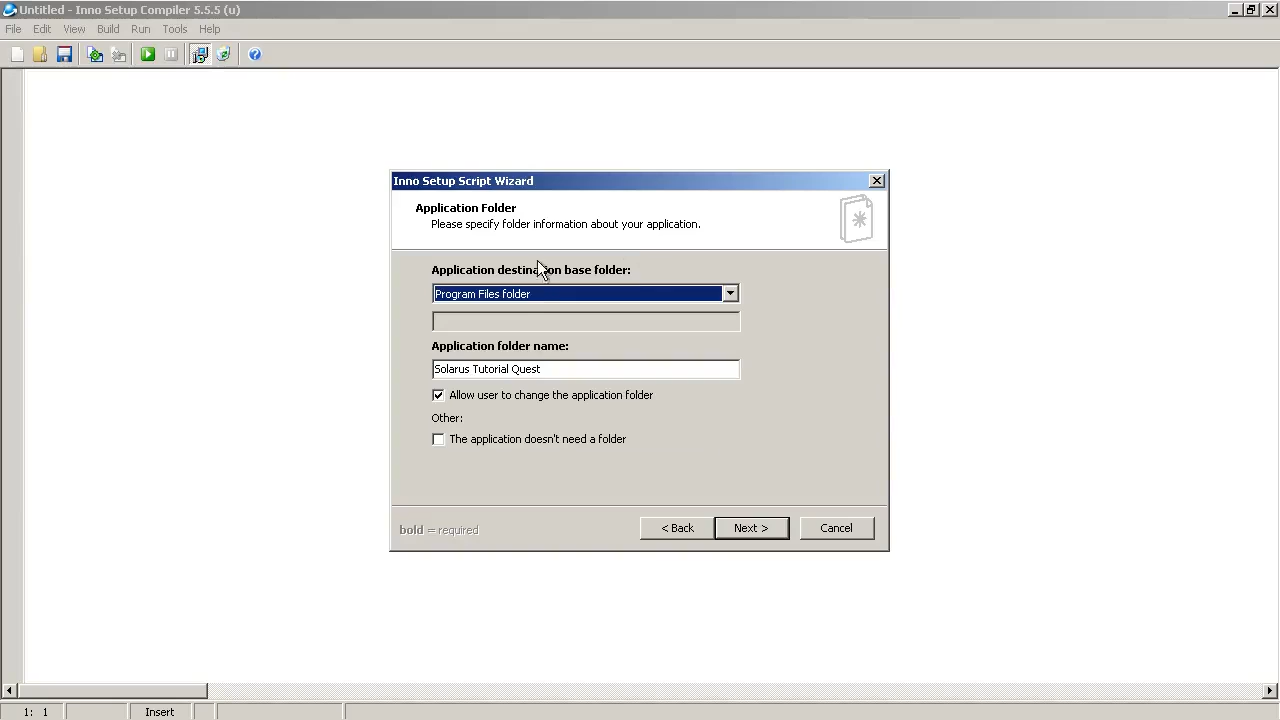 Untitled - Inno Setup Compiler 5.5.5 (u)
File Edit View Build Run Tools Help
Inno Setup Script Wizard
Application Folder
Please specify folder information about your application.
Application destination base folder:
Program Files folder
Application folder name:
Solarus Tutorial Quest
Allow user to change the application folder
Other:
The application doesn't need a folder
bold = required
< Back Next > Cancel
1: 1 Insert